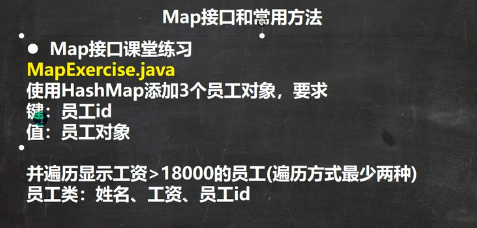 Map接口和常用方法
● Map接口课堂练习
MapExercise.java
使用HashMap添加3个员工对象，要求
键：员工id
值：员工对象
并遍历显示工资>18000的员工(遍历方式最少两种)
员工类：姓名、工资、员工id